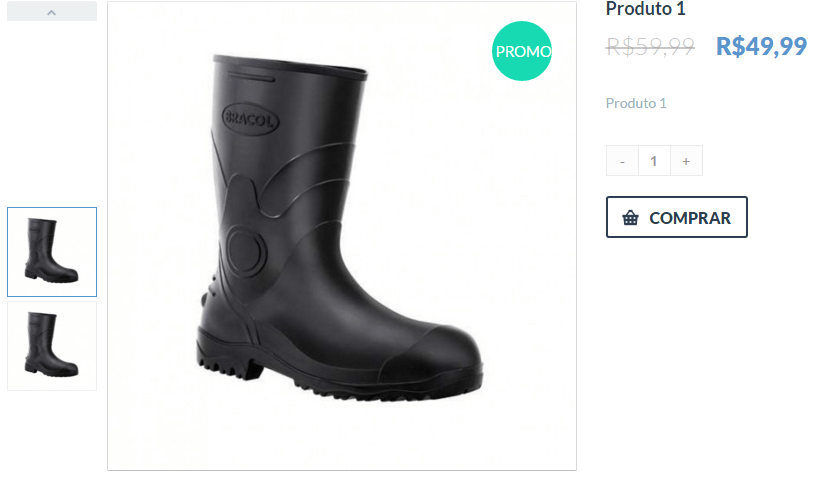 Produto 1
R$59,99 R$49,99
PROMO
BRACOL
Produto 1
- 1 +
COMPRAR